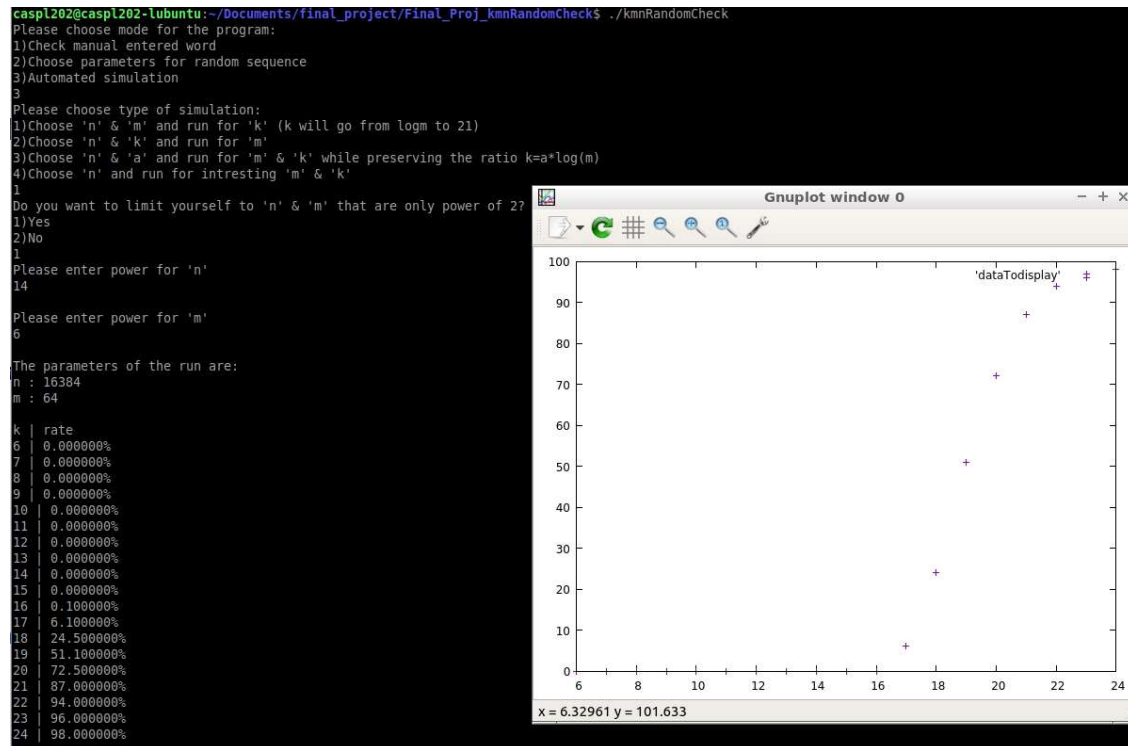 caspl202@caspl202-lubuntu:~/Documents/final_project/Final_Proj_kmnRandomCheck$ ./kmnRandomCheck
Please choose mode for the program:
1)Check manual entered word
2)Choose parameters for random sequence
3)Automated simulation
3
Please choose type of simulation:
1)Choose 'n' & 'm' and run for 'k' (k will go from logm to 21)
2)Choose 'n' & 'k' and run for 'm'
3)Choose 'n' & 'a' and run for 'm' & 'k' while preserving the ratio k=a*log(m)
4)Choose 'n' and run for intresting 'm' & 'k'
1
Do you want to limit yourself to 'n' & 'm' that are only power of 2?
1)Yes
2)No
1
Please enter power for 'n'
14
Please enter power for 'm'
6
The parameters of the run are:
n : 16384
m : 64
k | rate
6 | 0.000000%
7 | 0.000000%
8 | 0.000000%
9 | 0.000000%
10 | 0.000000%
11 | 0.000000%
12 | 0.000000%
13 | 0.000000%
14 | 0.000000%
15 | 0.000000%
16 | 0.100000%
17 | 6.100000%
18 | 24.500000%
19 | 51.100000%
20 | 72.500000%
21 | 87.000000%
22 | 94.000000%
23 | 96.000000%
24 | 98.000000%
Gnuplot window 0
100
'dataTodisplay'
90
80
70
60
50
40
30
20
10
0
6 8 10 12 14 16 18 20 22 24
x = 6.32961 y = 101.633